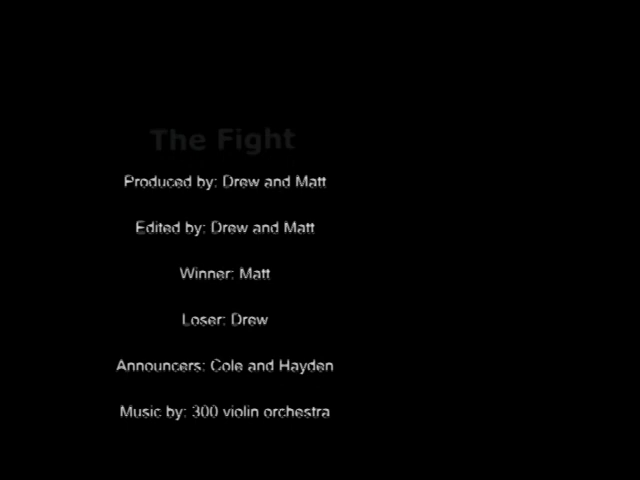 The Fight
Produced by: Drew and Matt
Edited by: Drew and Matt
Winner: Matt
Loser: Drew
Announcers: Cole and Hayden
Music by: 300 violin orchestra